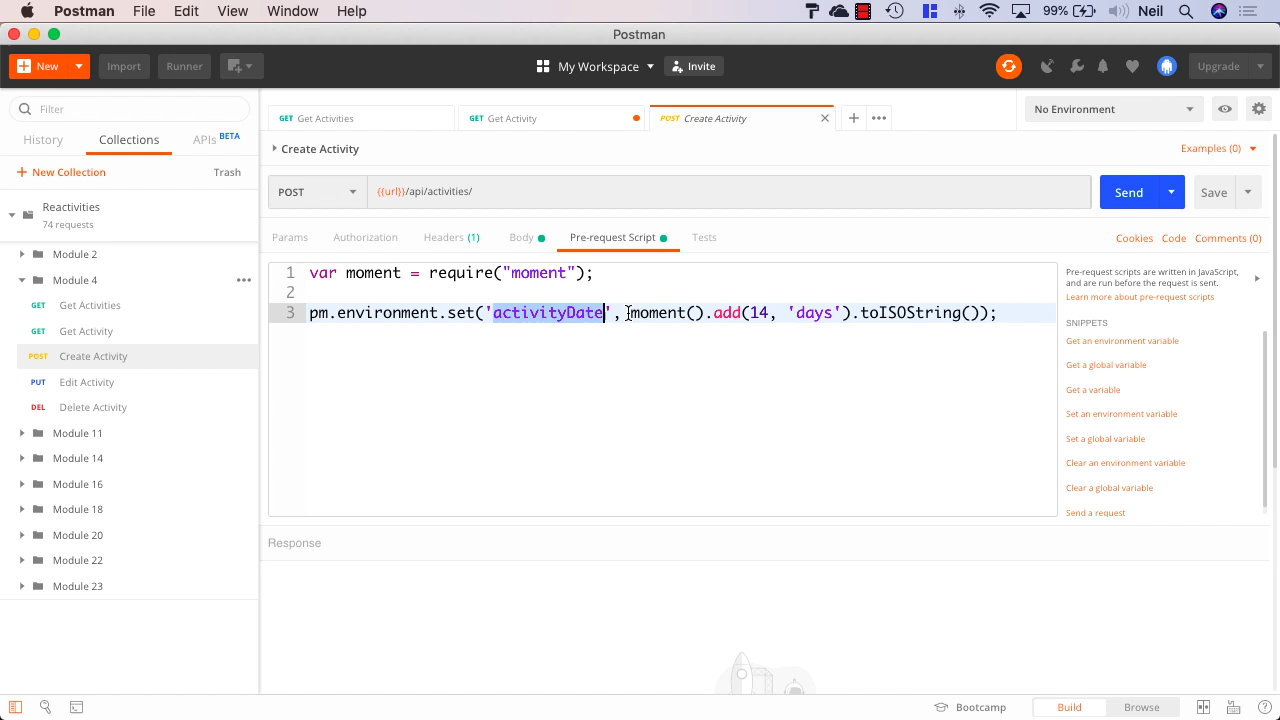 Postman File Edit View Window Help 99% Neil
Postman
New Import Runner My Workspace Invite Upgrade
Filter
History Collections APIs BETA
New Collection Trash
Reactivities
74 requests
Module 2
Module 4
GET Get Activities
GET Get Activity
POST Create Activity
PUT Edit Activity
DEL Delete Activity
Module 11
Module 14
Module 16
Module 18
Module 20
Module 22
Module 23
GET Get Activities GET Get Activity POST Create Activity No Environment
Create Activity Examples (0)
POST {{url}}/api/activities/ Send Save
Params Authorization Headers (1) Body Pre-request Script Tests Cookies Code Comments (0)
1 var moment = require("moment");
2
3 pm.environment.set('activityDate', moment().add(14, 'days').toISOString());
Pre-request scripts are written in JavaScript,
and are run before the request is sent.
Learn more about pre-request scripts
SNIPPETS
Get an environment variable
Get a global variable
Get a variable
Set an environment variable
Set a global variable
Clear an environment variable
Clear a global variable
Send a request
Response
Bootcamp Build Browse